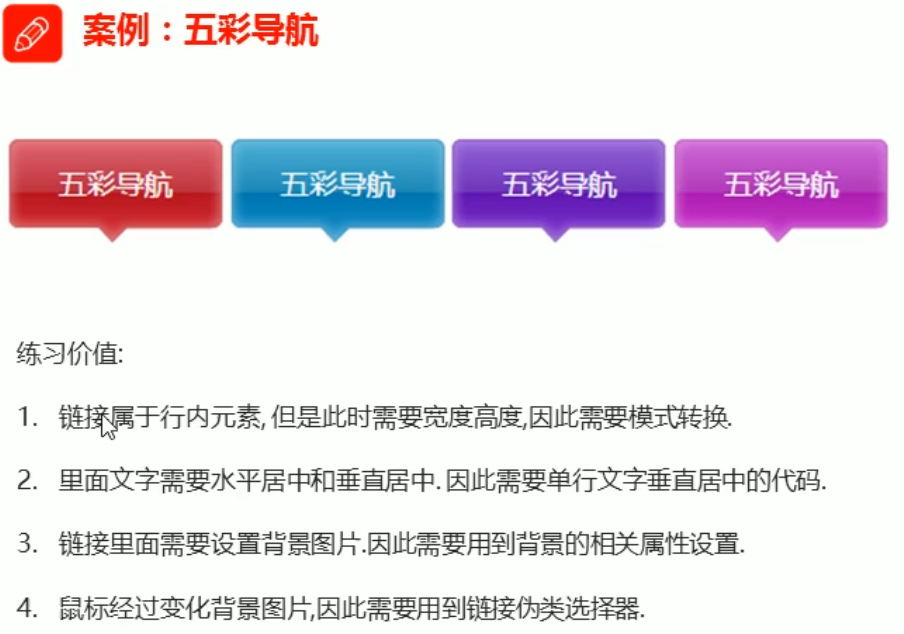 案例：五彩导航
五彩导航 五彩导航 五彩导航 五彩导航
练习价值:
1. 链接属于行内元素, 但是此时需要宽度高度,因此需要模式转换.
2. 里面文字需要水平居中和垂直居中. 因此需要单行文字垂直居中的代码.
3. 链接里面需要设置背景图片.因此需要用到背景的相关属性设置.
4. 鼠标经过变化背景图片,因此需要用到链接伪类选择器.